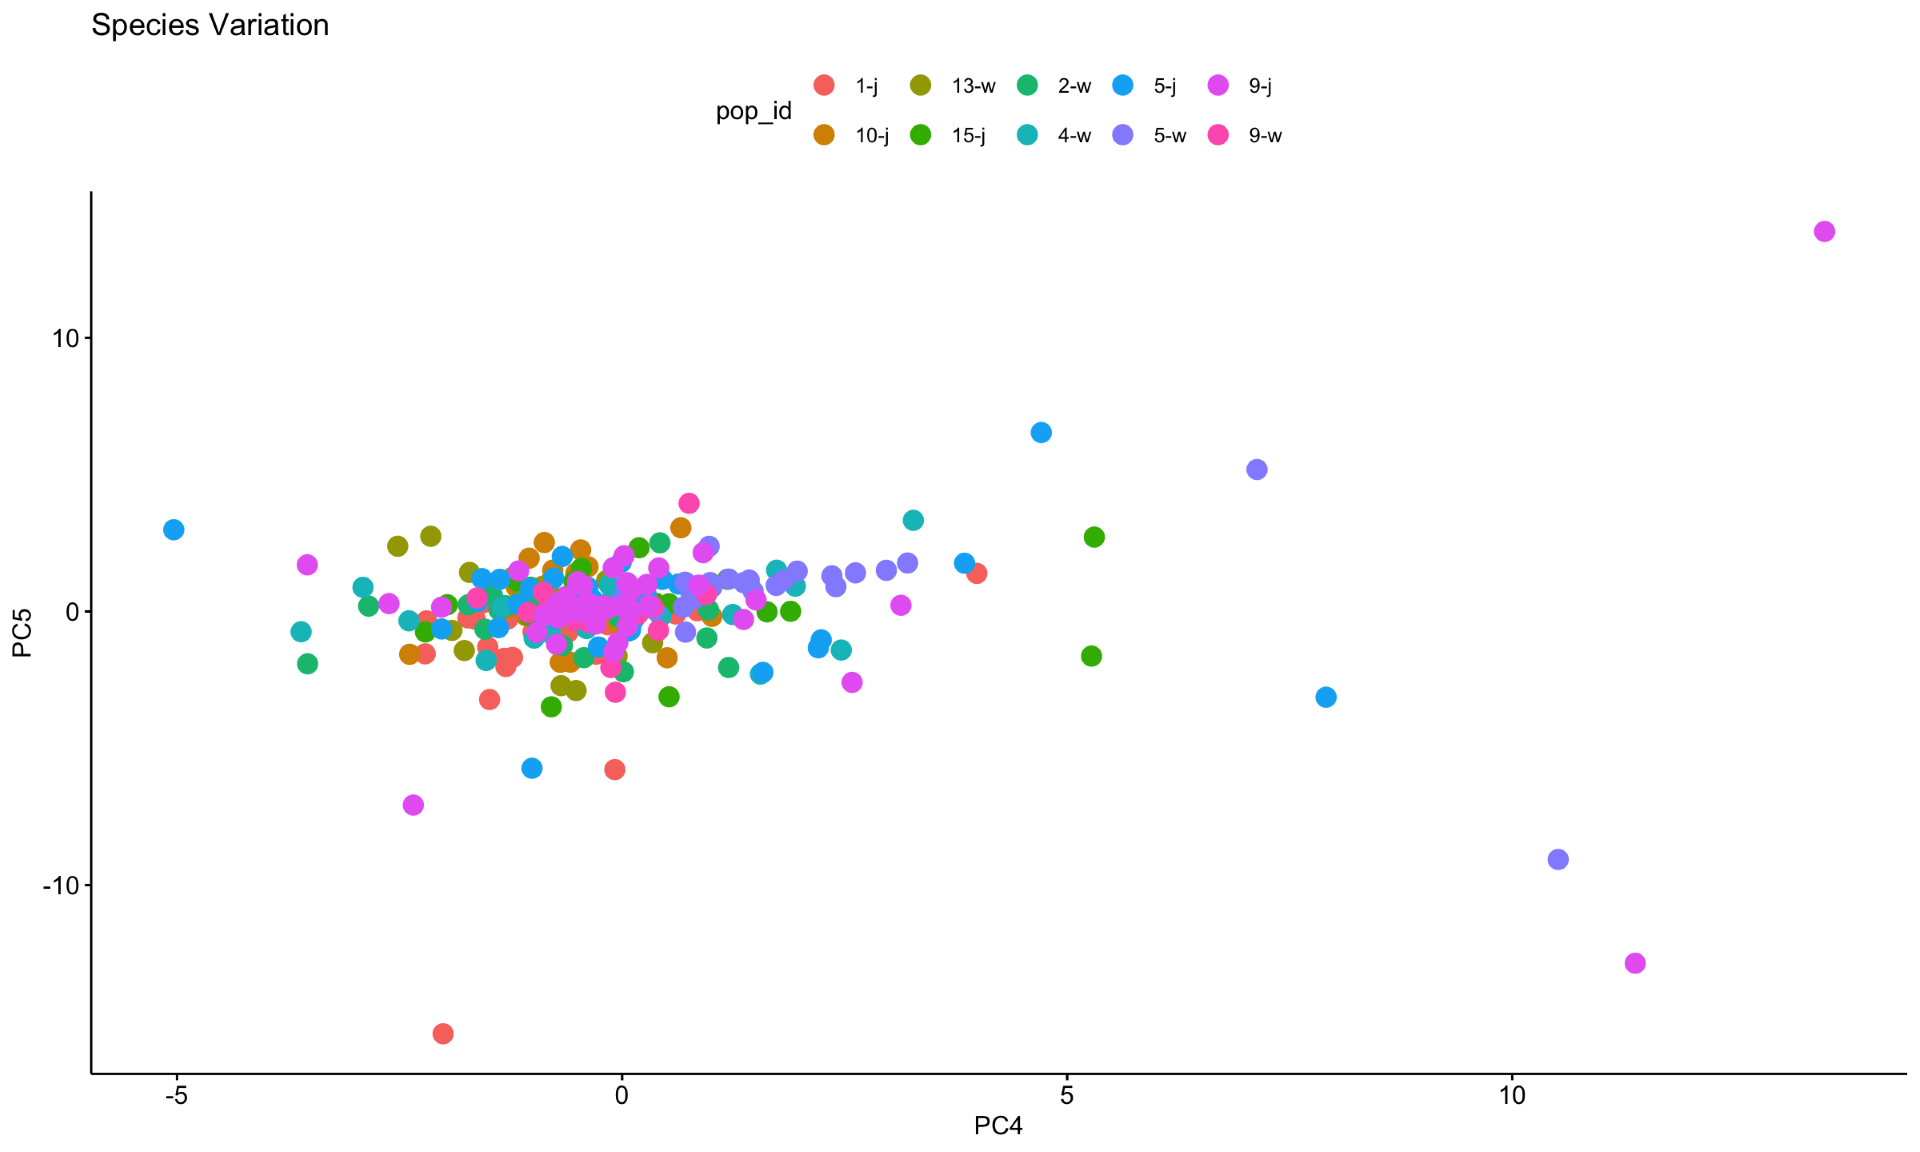 Species Variation
pop_id
1-j 13-w 2-w 5-j 9-j
10-j 15-j 4-w 5-w 9-w
10
0
-10
PC5
-5 0 5 10
PC4